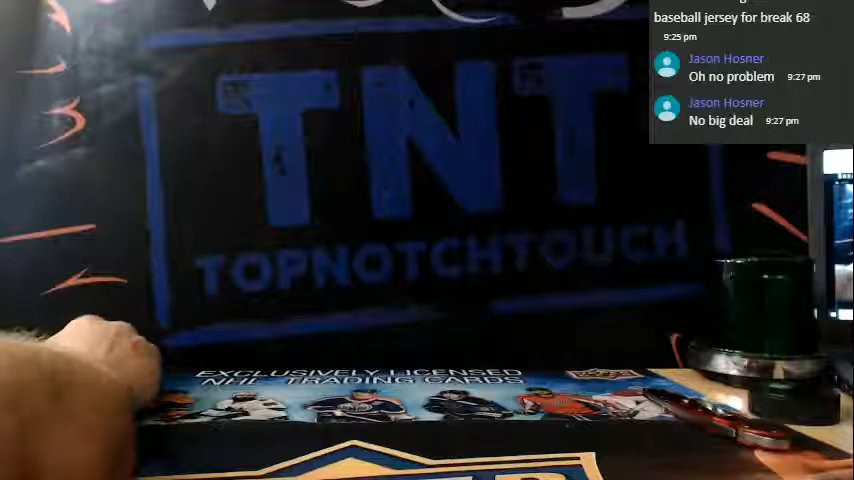 baseball jersey for break 68
9:25 pm
Jason Hosner
Oh no problem 9:27 pm
Jason Hosner
No big deal 9:27 pm
TNT
TOPNOTCHTOUCH
EXCLUSIVELY LICENSED
NHL TRADING CARDS